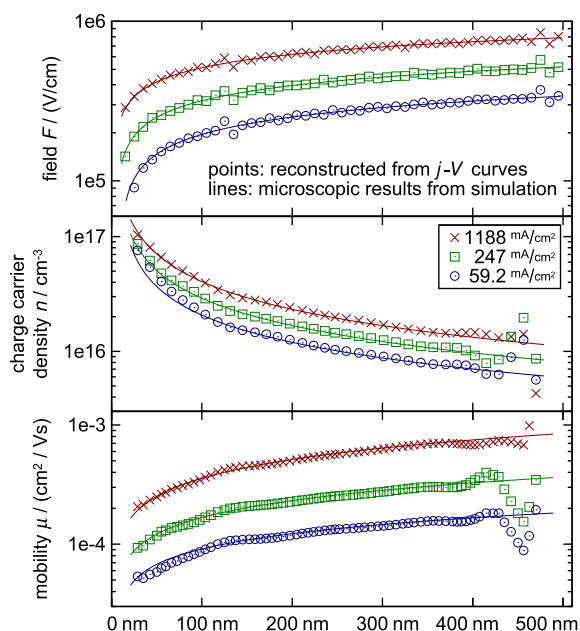 1e6
field F / (V/cm)
1e5
points: reconstructed from j-V curves
lines: microscopic results from simulation
1e17
charge carrier
density n / cm⁻³
1e16
1188 mA/cm²
247 mA/cm²
59.2 mA/cm²
1e-3
mobility μ / (cm² / Vs)
1e-4
0 nm 100 nm 200 nm 300 nm 400 nm 500 nm